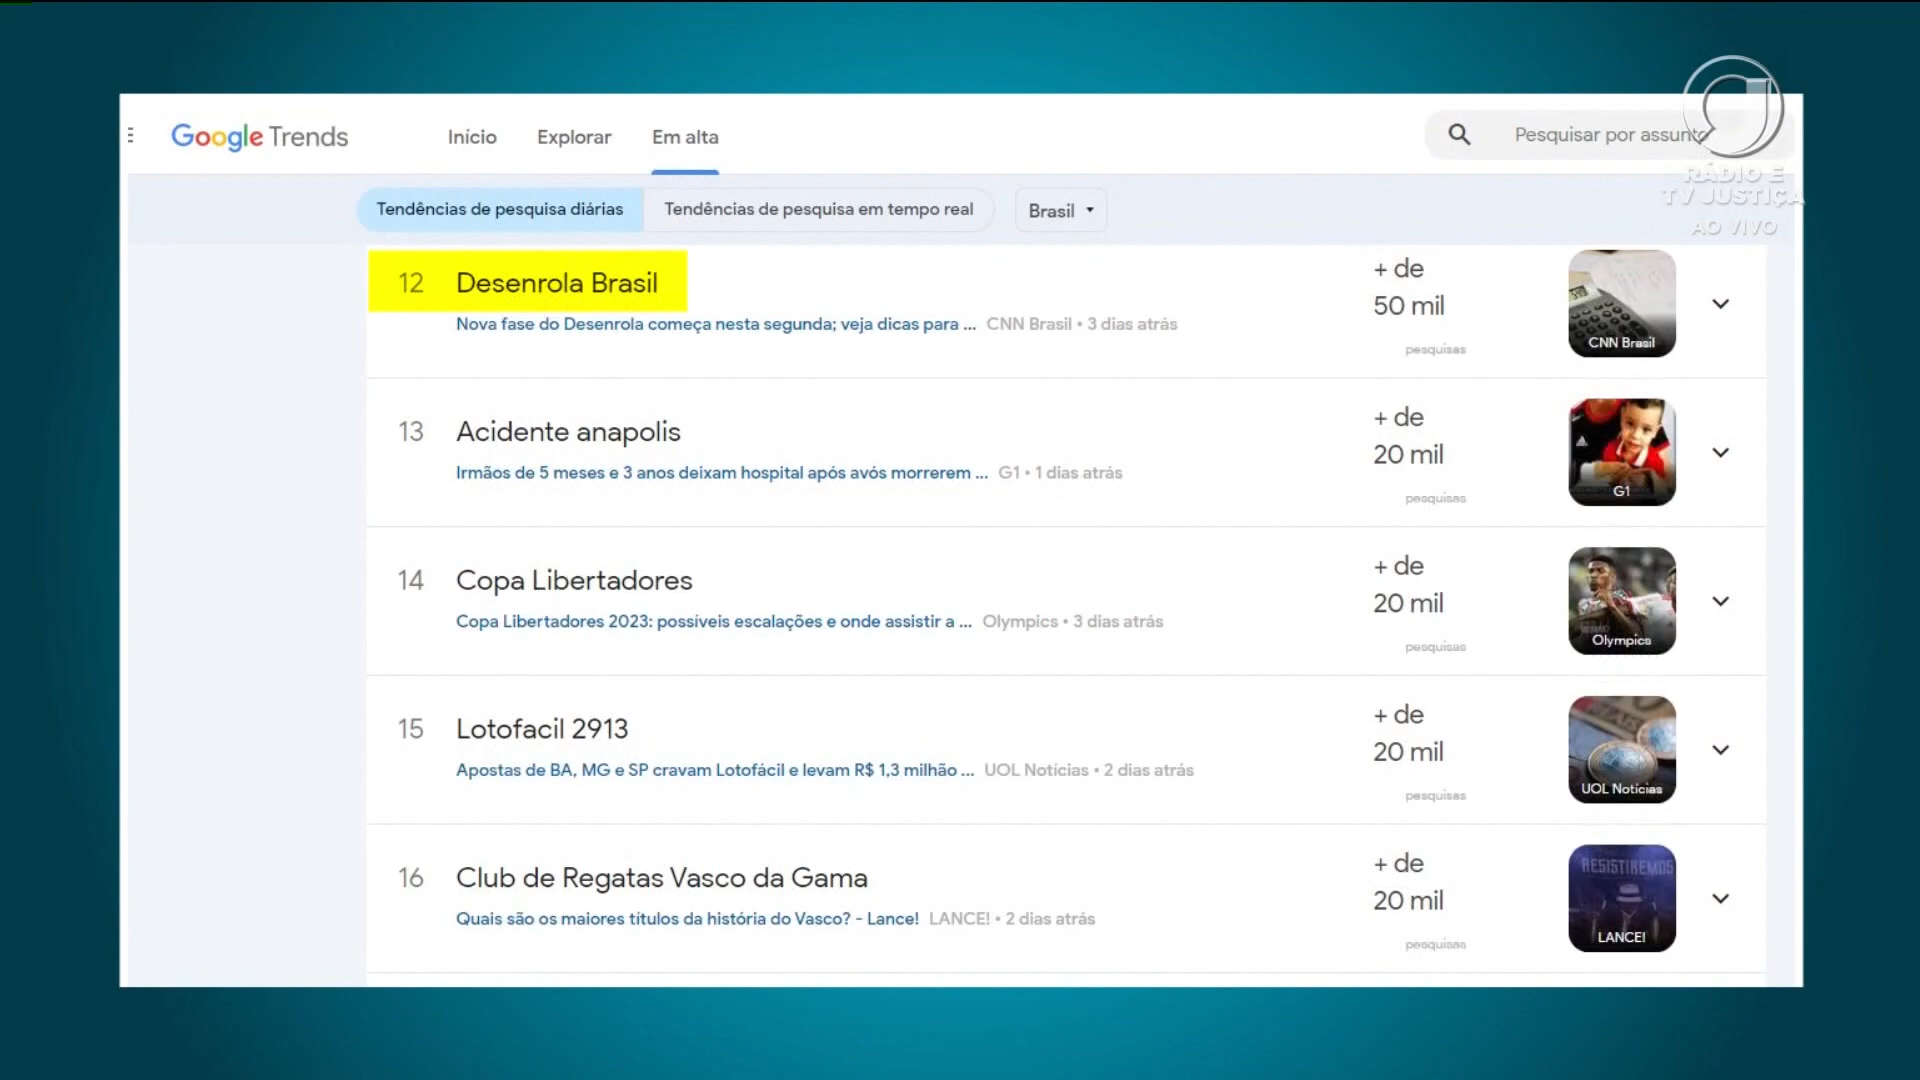 Google Trends
Início
Explorar
Em alta
Pesquisar por assunto
RÁDIO E
TV JUSTIÇA
AO VIVO
Tendências de pesquisa diárias
Tendências de pesquisa em tempo real
Brasil
12 Desenrola Brasil
Nova fase do Desenrola começa nesta segunda; veja dicas para ... CNN Brasil • 3 dias atrás
+ de
50 mil
pesquisas
CNN Brasil
13 Acidente anapolis
Irmãos de 5 meses e 3 anos deixam hospital após avós morrerem ... G1 • 1 dias atrás
+ de
20 mil
pesquisas
G1
14 Copa Libertadores
Copa Libertadores 2023: possíveis escalações e onde assistir a ... Olympics • 3 dias atrás
+ de
20 mil
pesquisas
Olympics
15 Lotofacil 2913
Apostas de BA, MG e SP cravam Lotofácil e levam R$ 1,3 milhão ... UOL Notícias • 2 dias atrás
+ de
20 mil
pesquisas
UOL Notícias
16 Club de Regatas Vasco da Gama
Quais são os maiores títulos da história do Vasco? - Lance! LANCE! • 2 dias atrás
+ de
20 mil
pesquisas
RESISTIREMOS
LANCE!